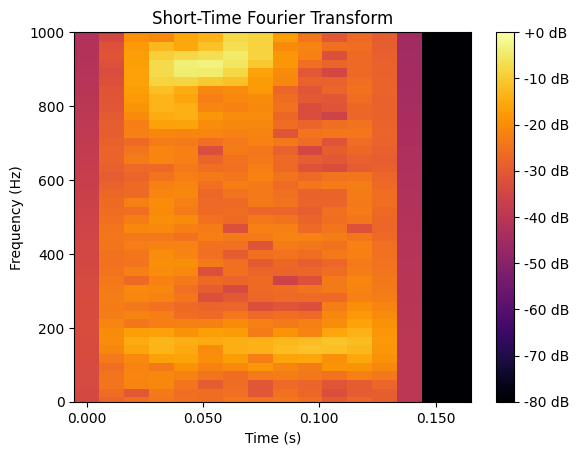 Short-Time Fourier Transform
1000
800
600
400
200
0
Frequency (Hz)
0.000
0.050
0.100
0.150
Time (s)
+0 dB
-10 dB
-20 dB
-30 dB
-40 dB
-50 dB
-60 dB
-70 dB
-80 dB